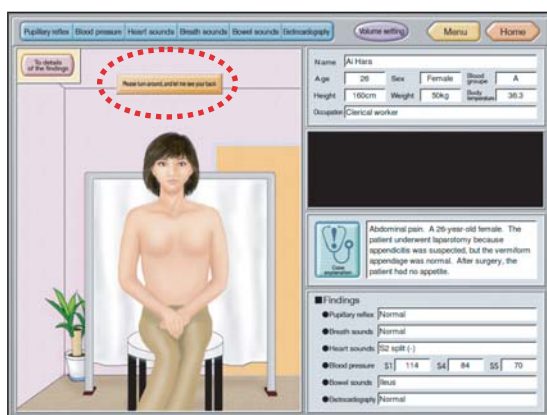 Pupillary reflex Blood pressure Heart sounds Breath sounds Bowel sounds Electrocardiography Volume setting Menu Home
To details
of the findings
Please turn around, and let me see your back
Name Ai Hara
Age 26 Sex Female Blood groupe A
Height 160cm Weight 50kg Body temperature 36.3
Occupation Clerical worker
Case
explanation
Abdominal pain. A 26-year-old female. The
patient underwent laparotomy because
appendicitis was suspected, but the vermiform
appendage was normal. After surgery, the
patient had no appetite.
■Findings
●Pupillary reflex Normal
●Breath sounds Normal
●Heart sounds S2 split (-)
●Blood pressure S1 114 S4 84 S5 70
●Bowel sounds Ileus
●Electrocardiography Normal